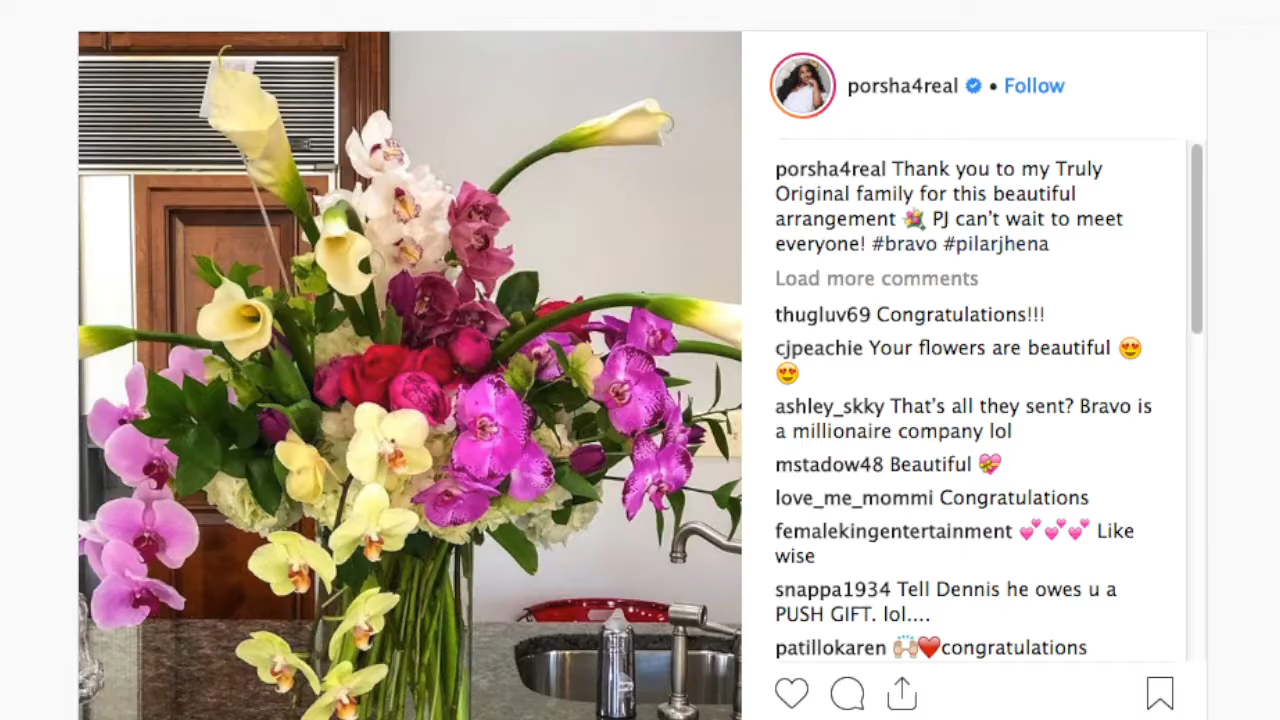 porsha4real • Follow
porsha4real Thank you to my Truly
Original family for this beautiful
arrangement 💐 PJ can't wait to meet
everyone! #bravo #pilarjhena
Load more comments
thugluv69 Congratulations!!!
cjpeachie Your flowers are beautiful 😍
😍
ashley_skky That's all they sent? Bravo is
a millionaire company lol
mstadow48 Beautiful 💝
love_me_mommi Congratulations
femalekingentertainment 💕💕💕 Like
wise
snappa1934 Tell Dennis he owes u a
PUSH GIFT. lol....
patillokaren 🙌🏼❤️congratulations